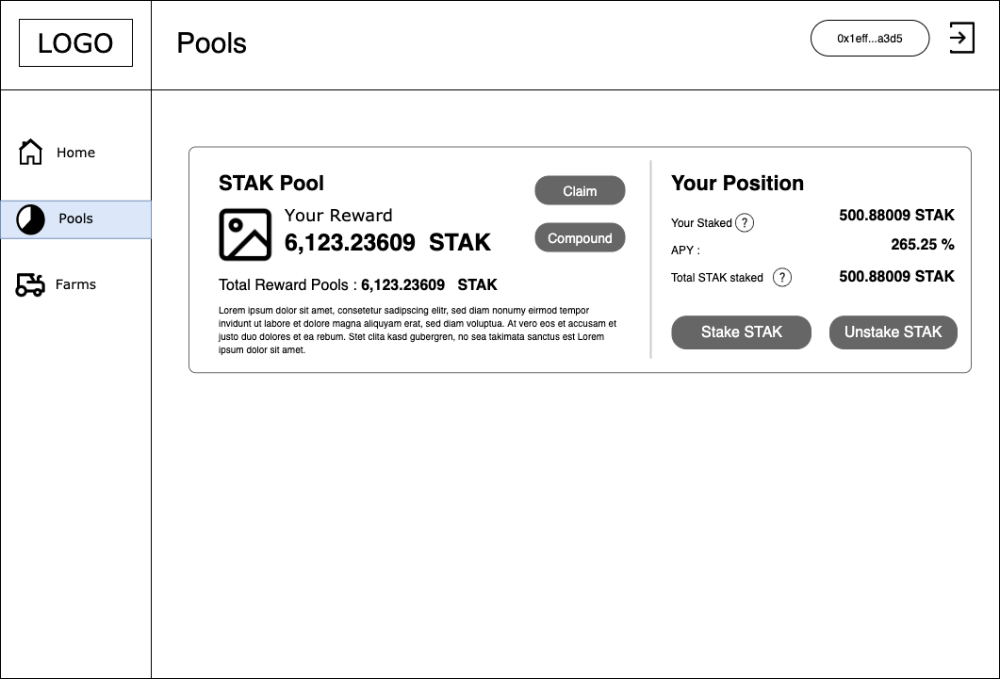 LOGO
Pools
0x1eff...a3d5
Home
Pools
Farms
STAK Pool
Claim
Your Reward
6,123.23609 STAK
Compound
Total Reward Pools : 6,123.23609 STAK
Lorem ipsum dolor sit amet, consetetur sadipscing elitr, sed diam nonumy eirmod tempor
invidunt ut labore et dolore magna aliquyam erat, sed diam voluptua. At vero eos et accusam et
justo duo dolores et ea rebum. Stet clita kasd gubergren, no sea takimata sanctus est Lorem
ipsum dolor sit amet.
Your Position
Your Staked ? 500.88009 STAK
APY : 265.25 %
Total STAK staked ? 500.88009 STAK
Stake STAK
Unstake STAK